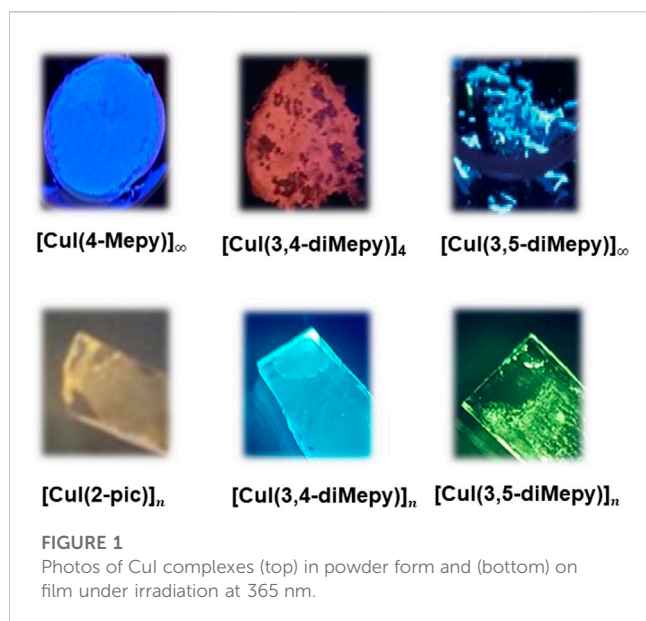 [CuI(4-Mepy)]∞ [CuI(3,4-diMepy)]4 [CuI(3,5-diMepy)]∞
[CuI(2-pic)]n [CuI(3,4-diMepy)]n [CuI(3,5-diMepy)]n
FIGURE 1
Photos of CuI complexes (top) in powder form and (bottom) on
film under irradiation at 365 nm.